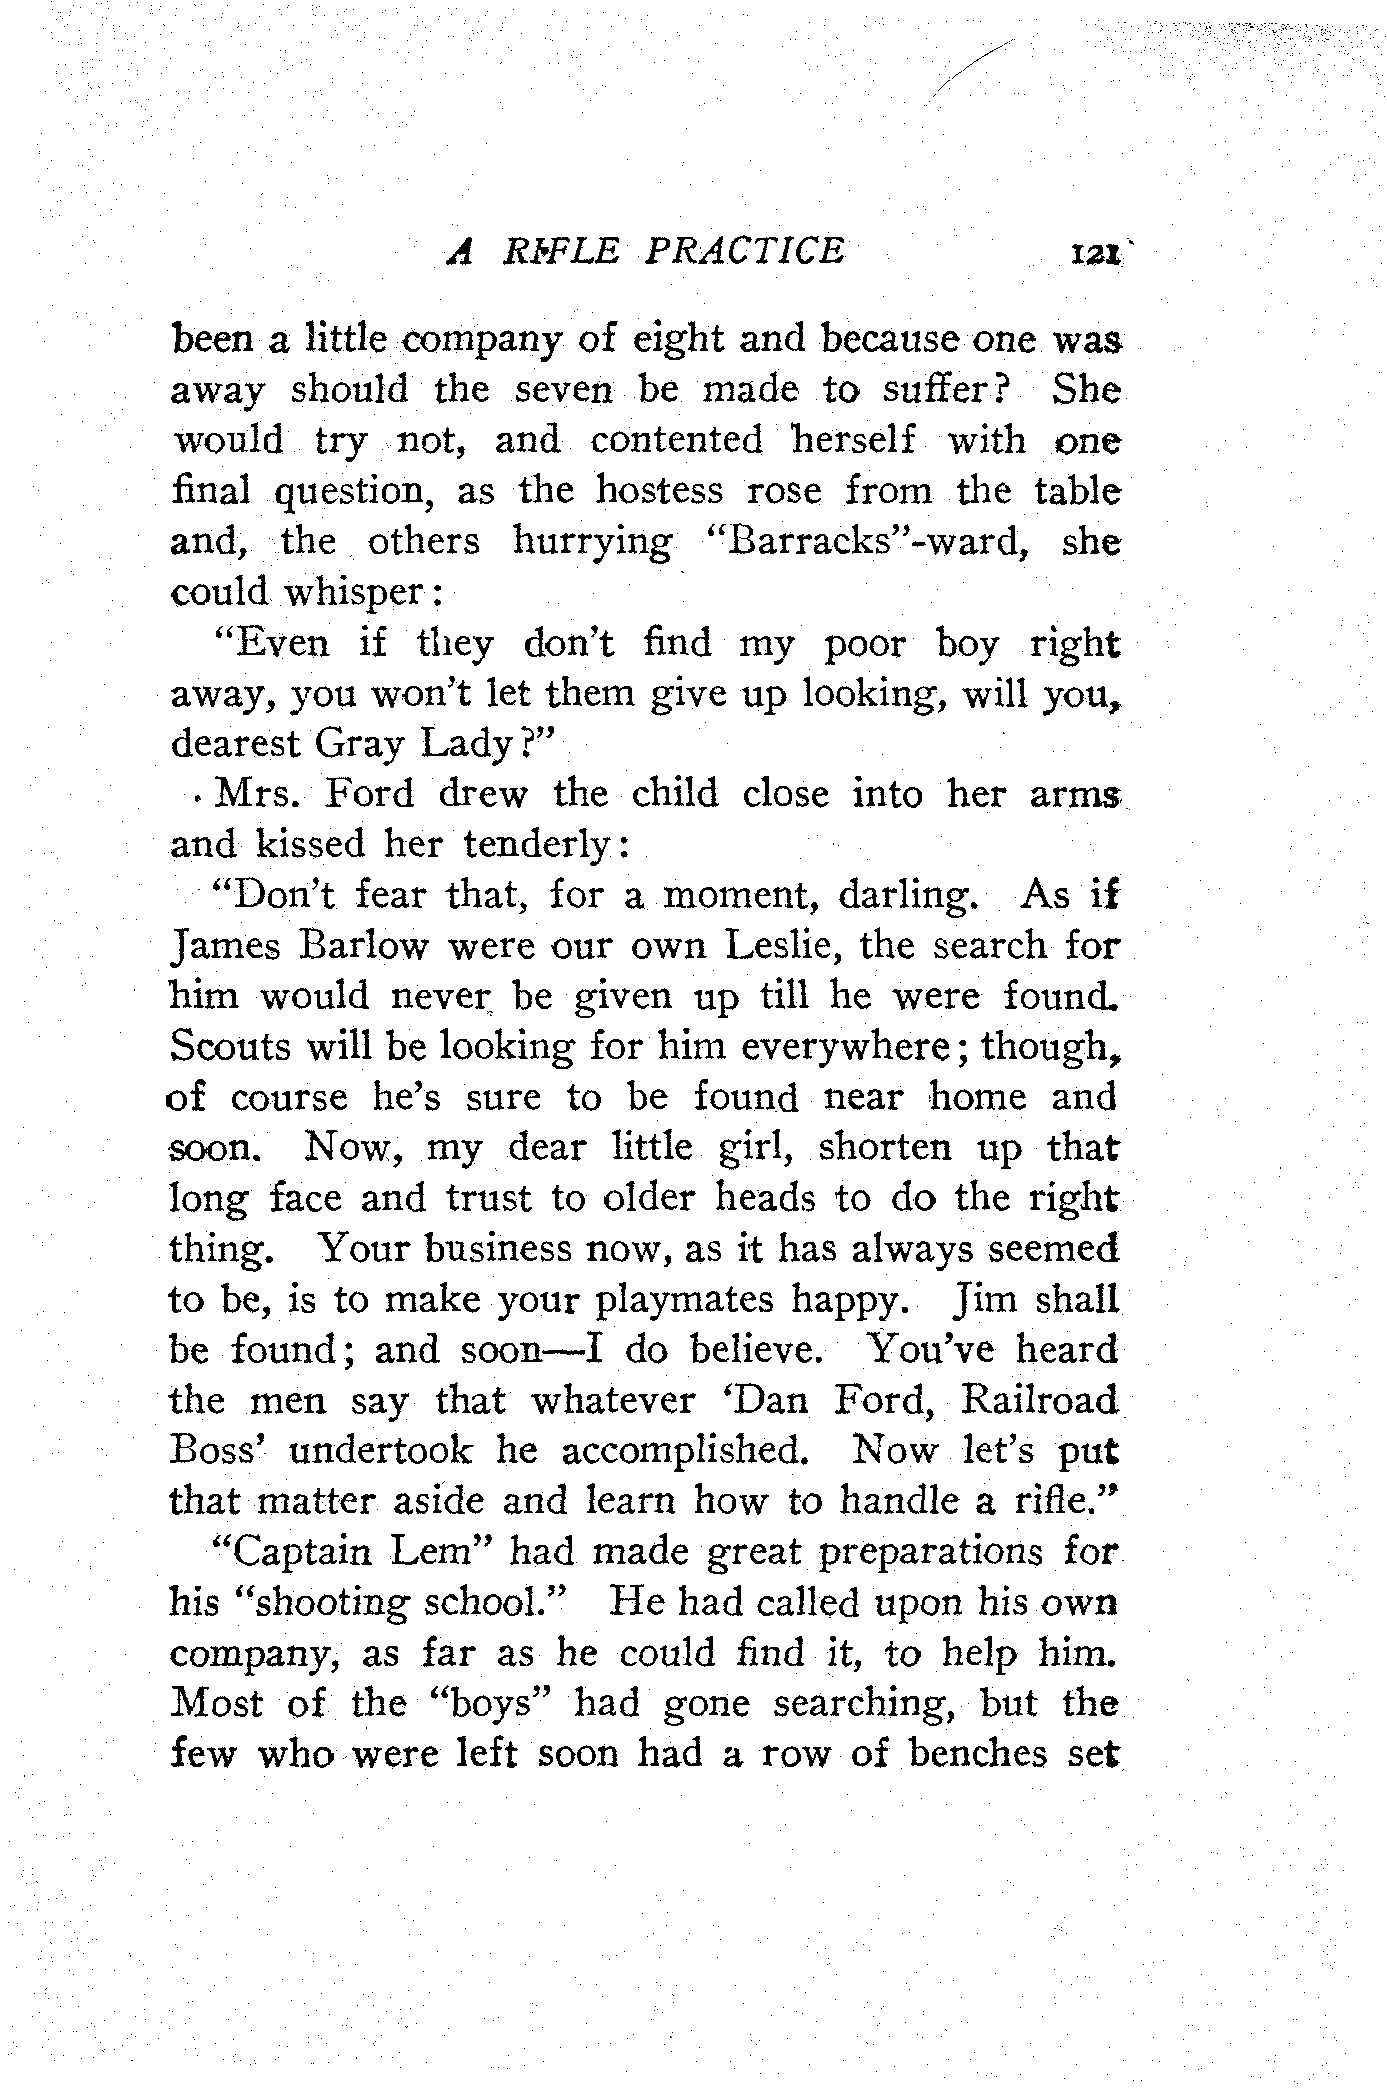 A RIFLE PRACTICE 121
been a little company of eight and because one was
away should the seven be made to suffer? She
would try not, and contented herself with one
final question, as the hostess rose from the table
and, the others hurrying “Barracks”-ward, she
could whisper:
“Even if they don’t find my poor boy right
away, you won’t let them give up looking, will you,
dearest Gray Lady?”
Mrs. Ford drew the child close into her arms
and kissed her tenderly:
“Don’t fear that, for a moment, darling. As if
James Barlow were our own Leslie, the search for
him would never be given up till he were found.
Scouts will be looking for him everywhere; though,
of course he’s sure to be found near home and
soon. Now, my dear little girl, shorten up that
long face and trust to older heads to do the right
thing. Your business now, as it has always seemed
to be, is to make your playmates happy. Jim shall
be found; and soon—I do believe. You’ve heard
the men say that whatever ‘Dan Ford, Railroad
Boss’ undertook he accomplished. Now let’s put
that matter aside and learn how to handle a rifle.”
“Captain Lem” had made great preparations for
his “shooting school.” He had called upon his own
company, as far as he could find it, to help him.
Most of the “boys” had gone searching, but the
few who were left soon had a row of benches set